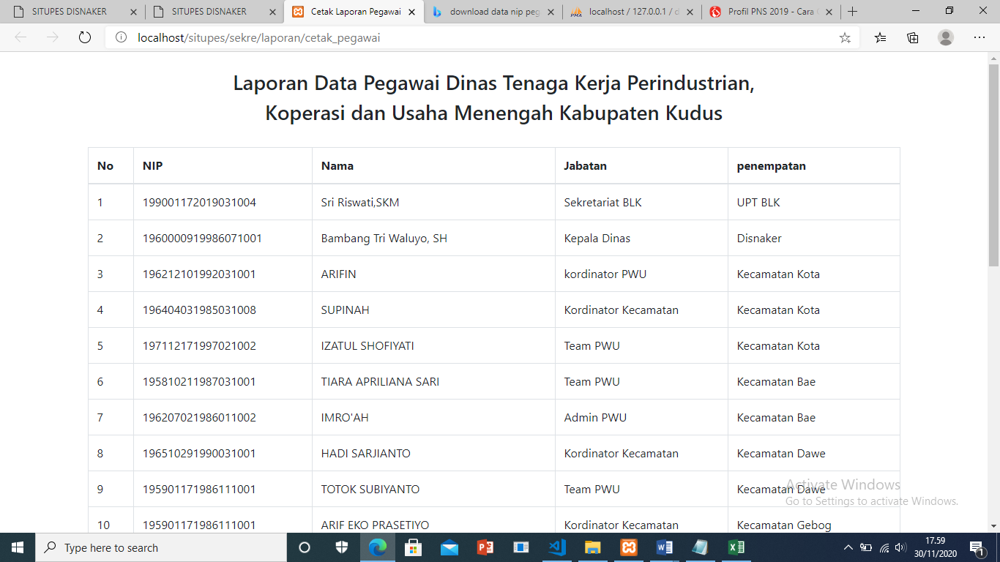 SITUPES DISNAKER
SITUPES DISNAKER
Cetak Laporan Pegawai
download data nip peg
localhost / 127.0.0.1 / d
Profil PNS 2019 - Cara
localhost/situpes/sekre/laporan/cetak_pegawai
Laporan Data Pegawai Dinas Tenaga Kerja Perindustrian,
Koperasi dan Usaha Menengah Kabupaten Kudus
No NIP Nama Jabatan penempatan
1 199001172019031004 Sri Riswati,SKM Sekretariat BLK UPT BLK
2 1960000919986071001 Bambang Tri Waluyo, SH Kepala Dinas Disnaker
3 196212101992031001 ARIFIN kordinator PWU Kecamatan Kota
4 196404031985031008 SUPINAH Kordinator Kecamatan Kecamatan Kota
5 197112171997021002 IZATUL SHOFIYATI Team PWU Kecamatan Kota
6 195810211987031001 TIARA APRILIANA SARI Team PWU Kecamatan Bae
7 196207021986011002 IMRO'AH Admin PWU Kecamatan Bae
8 196510291990031001 HADI SARJIANTO Kordinator Kecamatan Kecamatan Dawe
9 195901171986111001 TOTOK SUBIYANTO Team PWU Kecamatan Dawe
10 195901171986111001 ARIF EKO PRASETIYO Kordinator Kecamatan Kecamatan Gebog
Activate Windows
Go to Settings to activate Windows.
Type here to search
17.59
30/11/2020
1